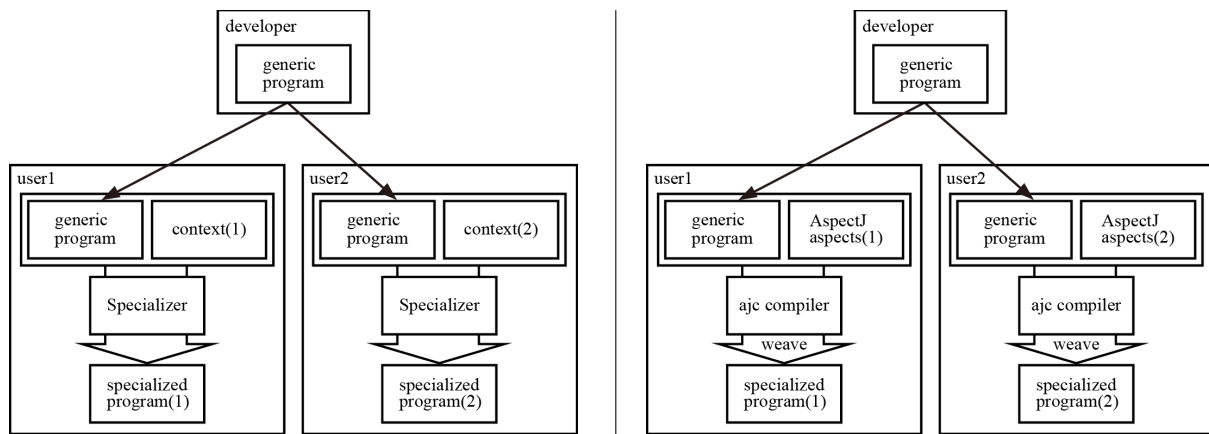 developer
generic
program
user1
generic
program
context(1)
Specializer
specialized
program(1)
user2
generic
program
context(2)
Specializer
specialized
program(2)
developer
generic
program
user1
generic
program
AspectJ
aspects(1)
ajc compiler
weave
specialized
program(1)
user2
generic
program
AspectJ
aspects(2)
ajc compiler
weave
specialized
program(2)